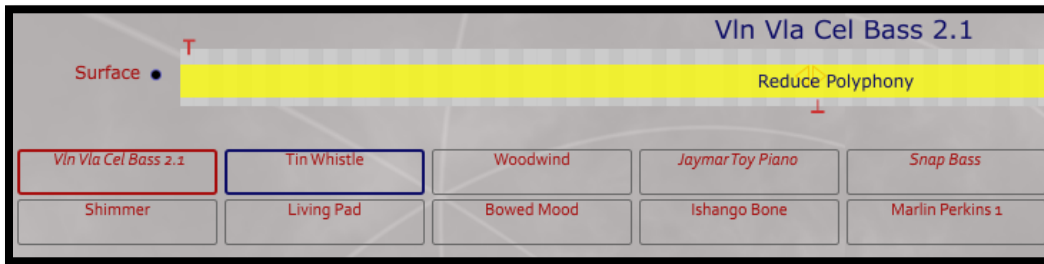 Vln Vla Cel Bass 2.1
Surface
Reduce Polyphony
Vln Vla Cel Bass 2.1 Tin Whistle Woodwind Jaymar Toy Piano Snap Bass
Shimmer Living Pad Bowed Mood Ishango Bone Marlin Perkins 1